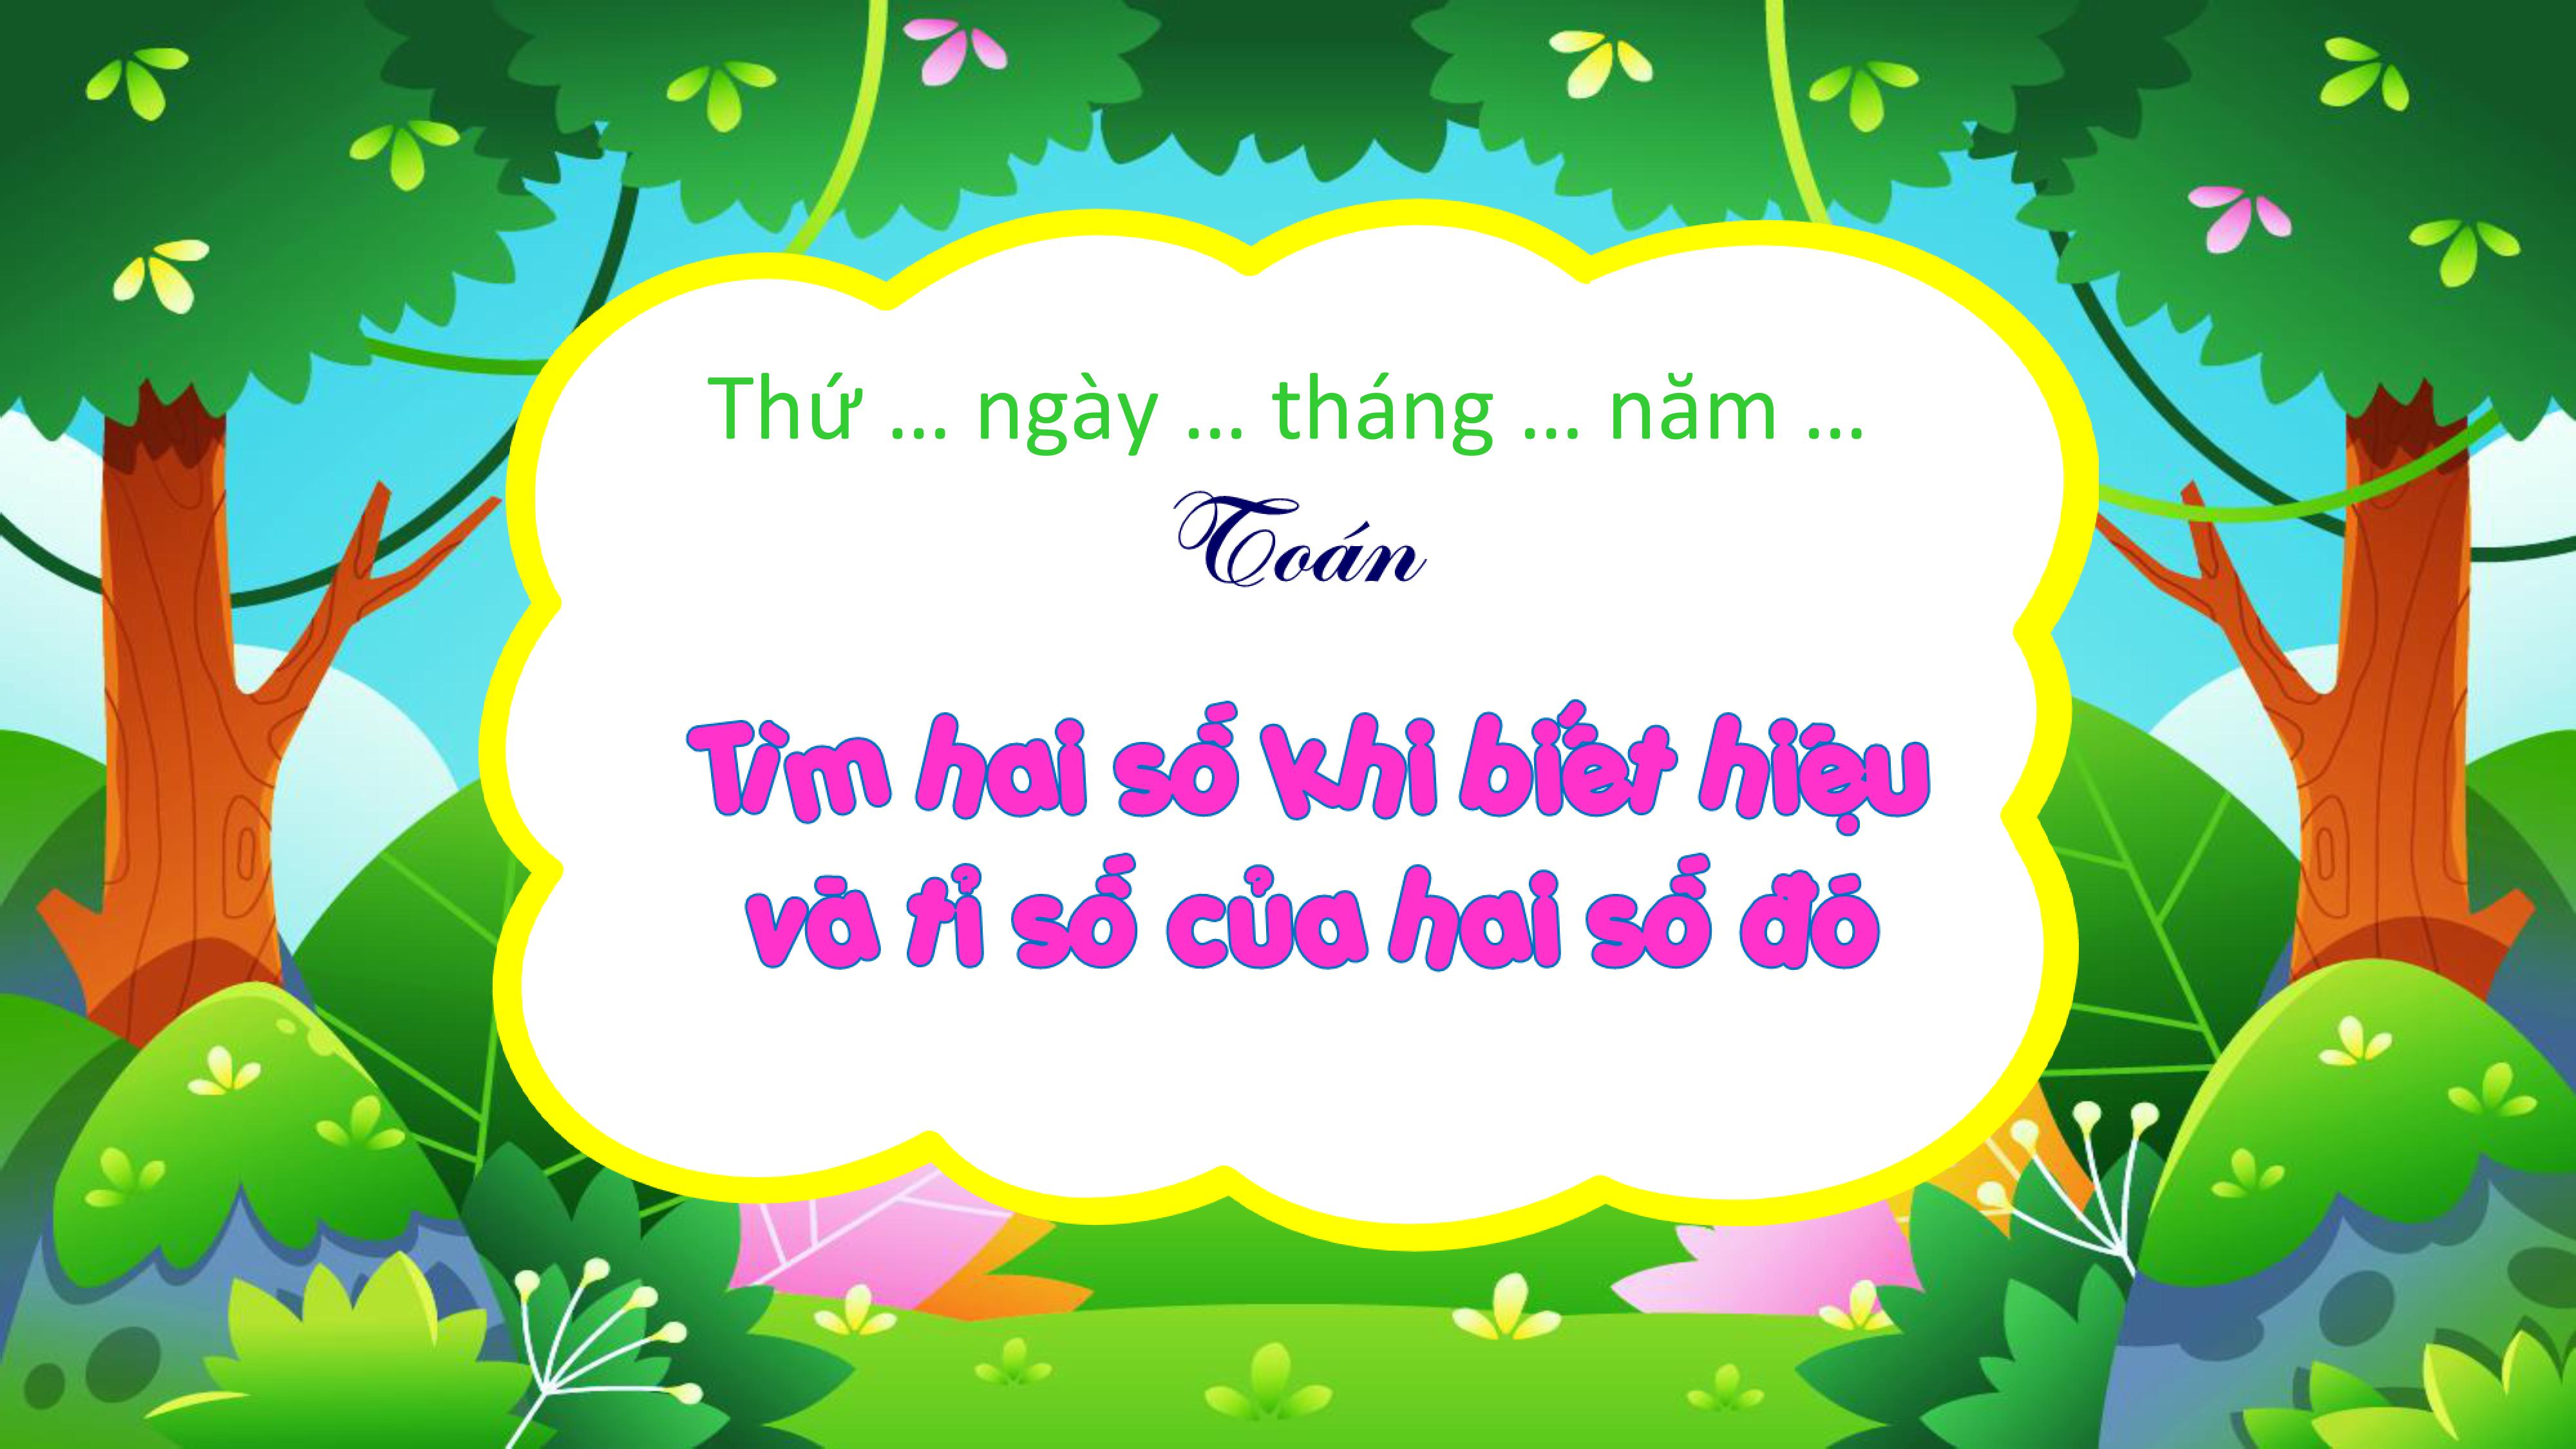 Thứ ... ngày ... tháng ... năm ...
Toán
Tìm hai số khi biết hiệu
và tỉ số của hai số đó